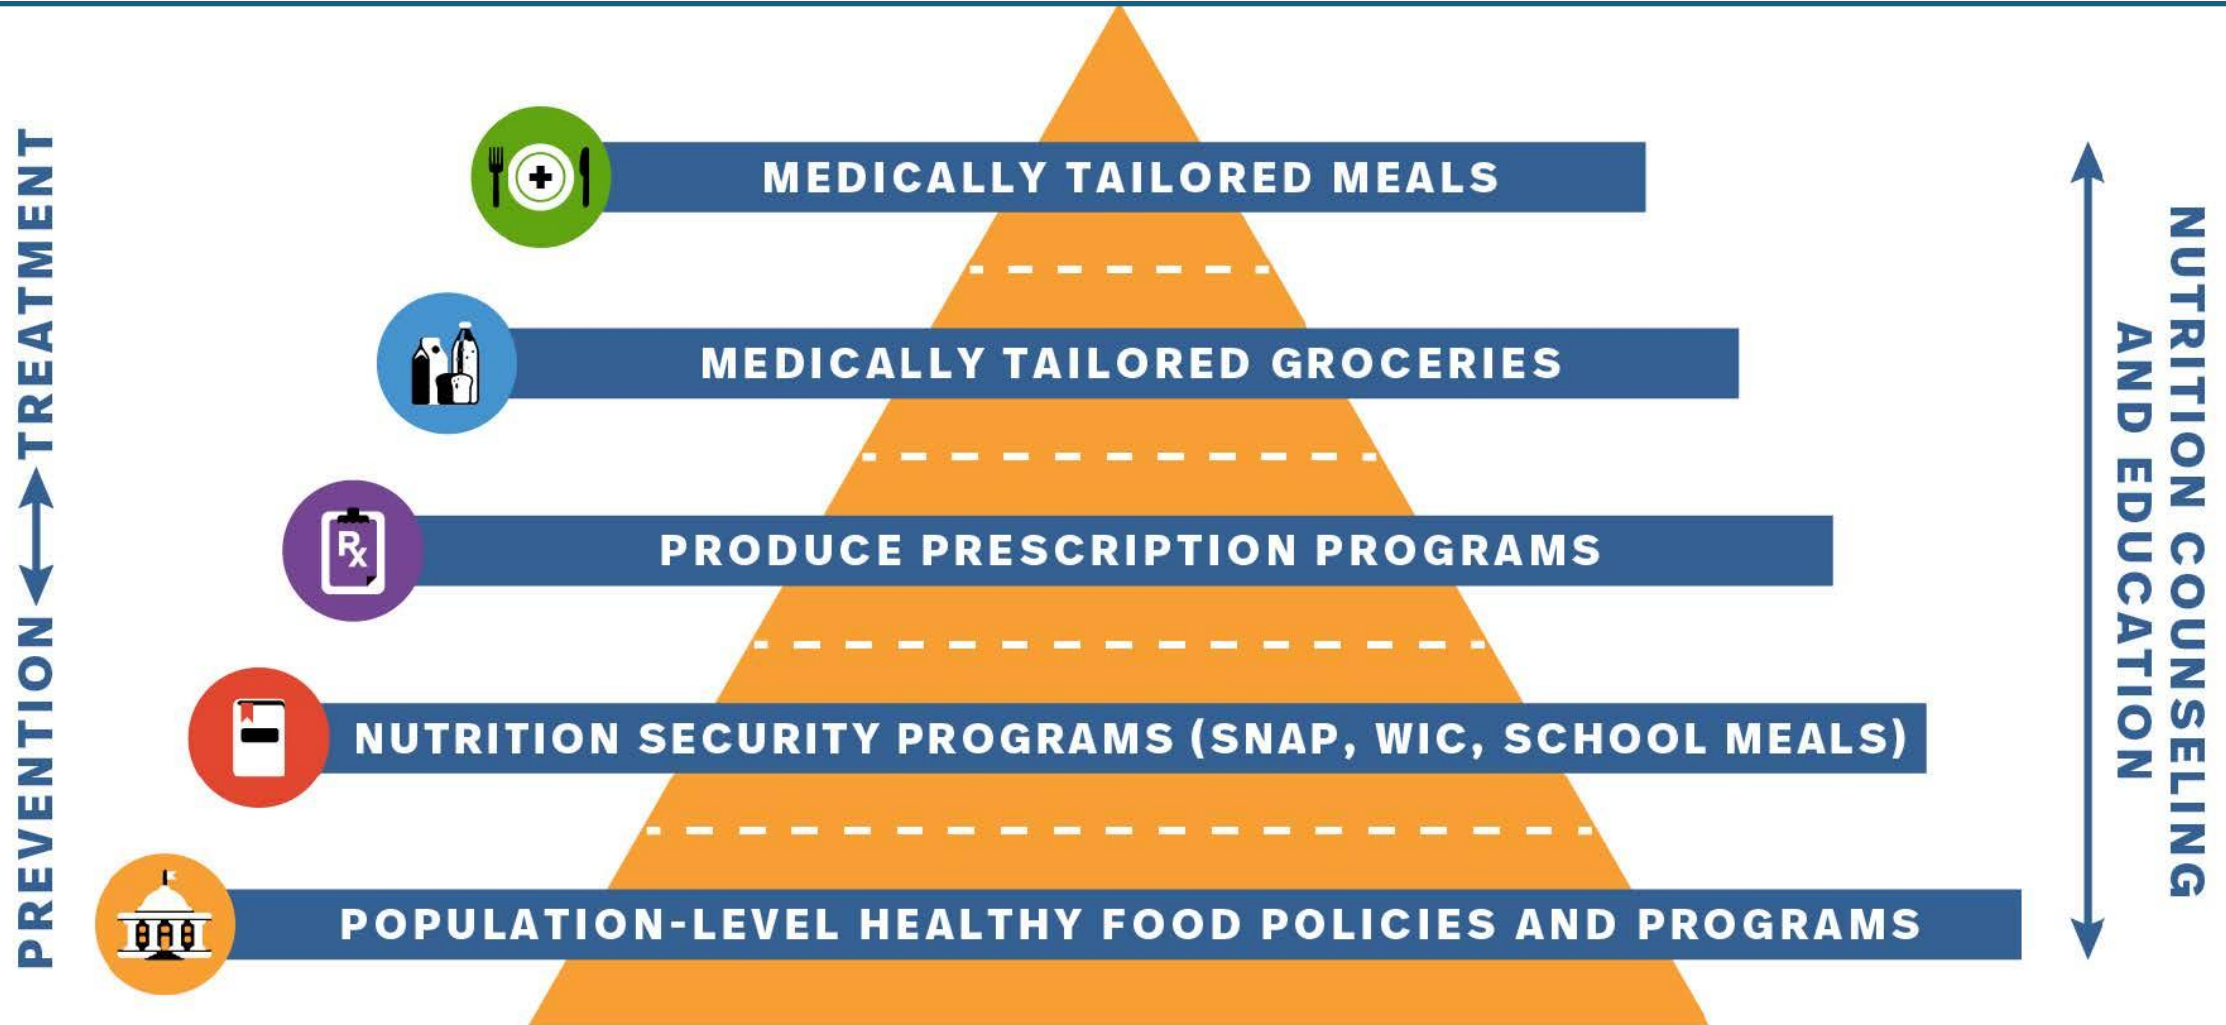 MEDICALLY TAILORED MEALS
MEDICALLY TAILORED GROCERIES
Rx
PRODUCE PRESCRIPTION PROGRAMS
NUTRITION SECURITY PROGRAMS (SNAP, WIC, SCHOOL MEALS)
POPULATION-LEVEL HEALTHY FOOD POLICIES AND PROGRAMS
PREVENTION
TREATMENT
NUTRITION COUNSELING
AND EDUCATION